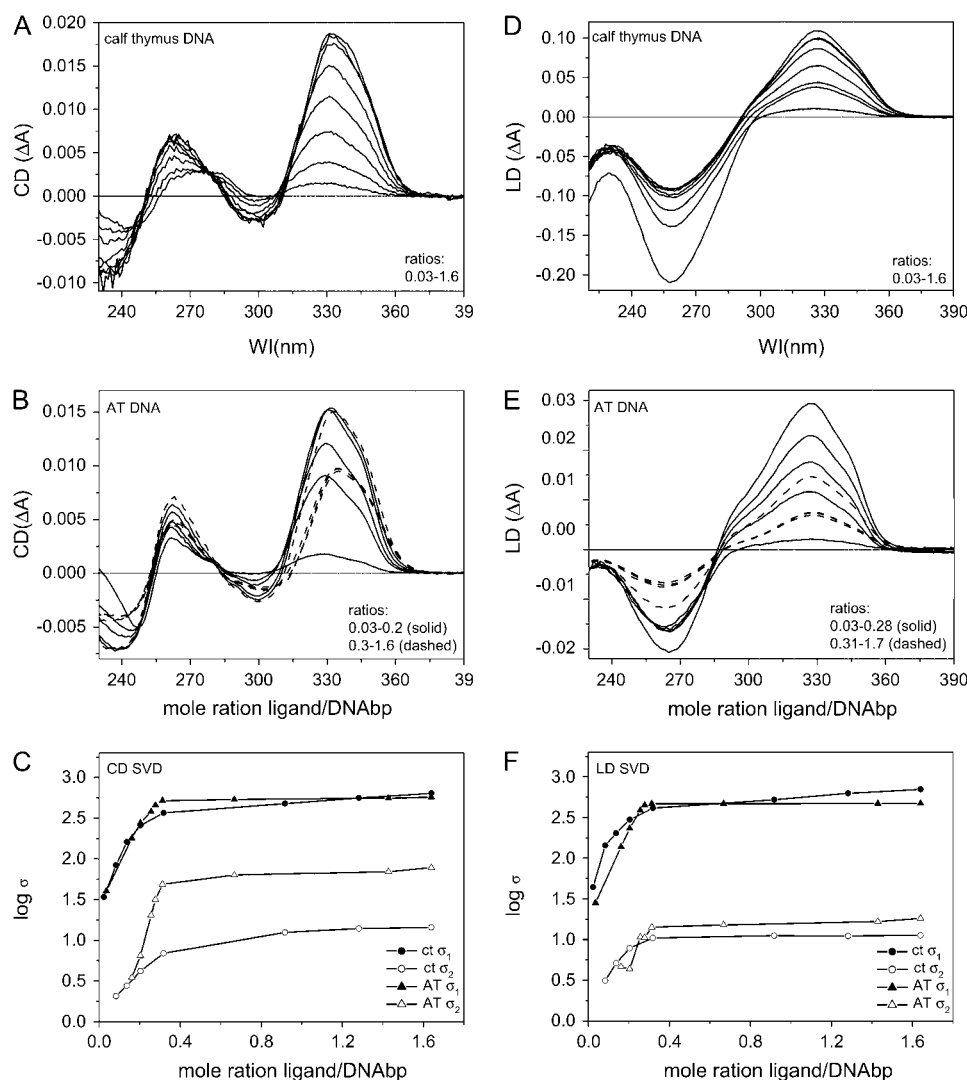 A
calf thymus DNA
CD (ΔA)
0.020
0.015
0.010
0.005
0.000
-0.005
-0.010
ratios:
0.03-1.6
240 270 300 330 360 39
Wl(nm)
D
calf thymus DNA
LD (ΔA)
0.10
0.05
0.00
-0.05
-0.10
-0.20
ratios:
0.03-1.6
240 270 300 330 360 390
Wl(nm)
B
AT DNA
CD(ΔA)
0.015
0.010
0.005
0.000
-0.005
ratios:
0.03-0.2 (solid)
0.3-1.6 (dashed)
240 270 300 330 360 39
mole ration ligand/DNAbp
E
AT DNA
LD (ΔA)
0.03
0.02
0.00
-0.01
-0.02
ratios:
0.03-0.28 (solid)
0.31-1.7 (dashed)
240 270 300 330 360 390
mole ration ligand/DNAbp
C
CD SVD
log σ
3.0
2.5
2.0
1.5
1.0
0.5
0.0
ct σ1
ct σ2
AT σ1
AT σ2
0.0 0.4 0.8 1.2 1.6
mole ration ligand/DNAbp
F
LD SVD
log σ
3.0
2.5
2.0
1.5
1.0
0.5
0.0
ct σ1
ct σ2
AT σ1
AT σ2
0.0 0.4 0.8 1.2 1.6
mole ration ligand/DNAbp